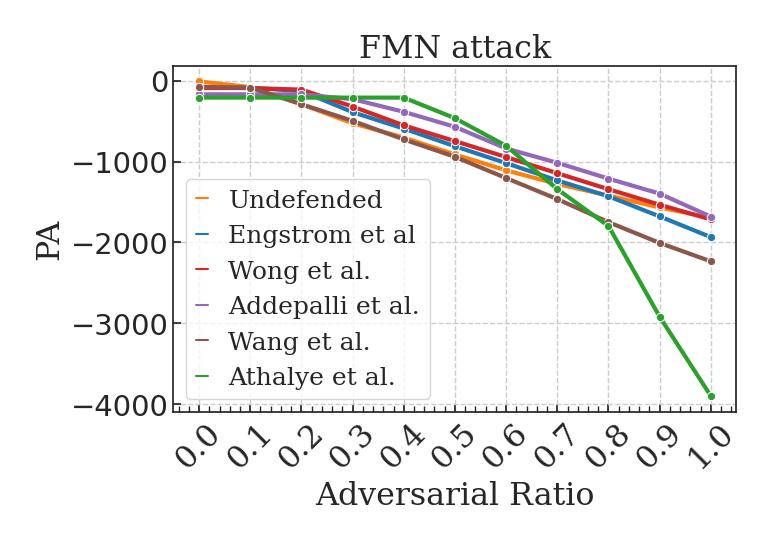 FMN attack
0
−1000
−2000
−3000
−4000
PA
Undefended
Engstrom et al
Wong et al.
Addepalli et al.
Wang et al.
Athalye et al.
0.0 0.1 0.2 0.3 0.4 0.5 0.6 0.7 0.8 0.9 1.0
Adversarial Ratio